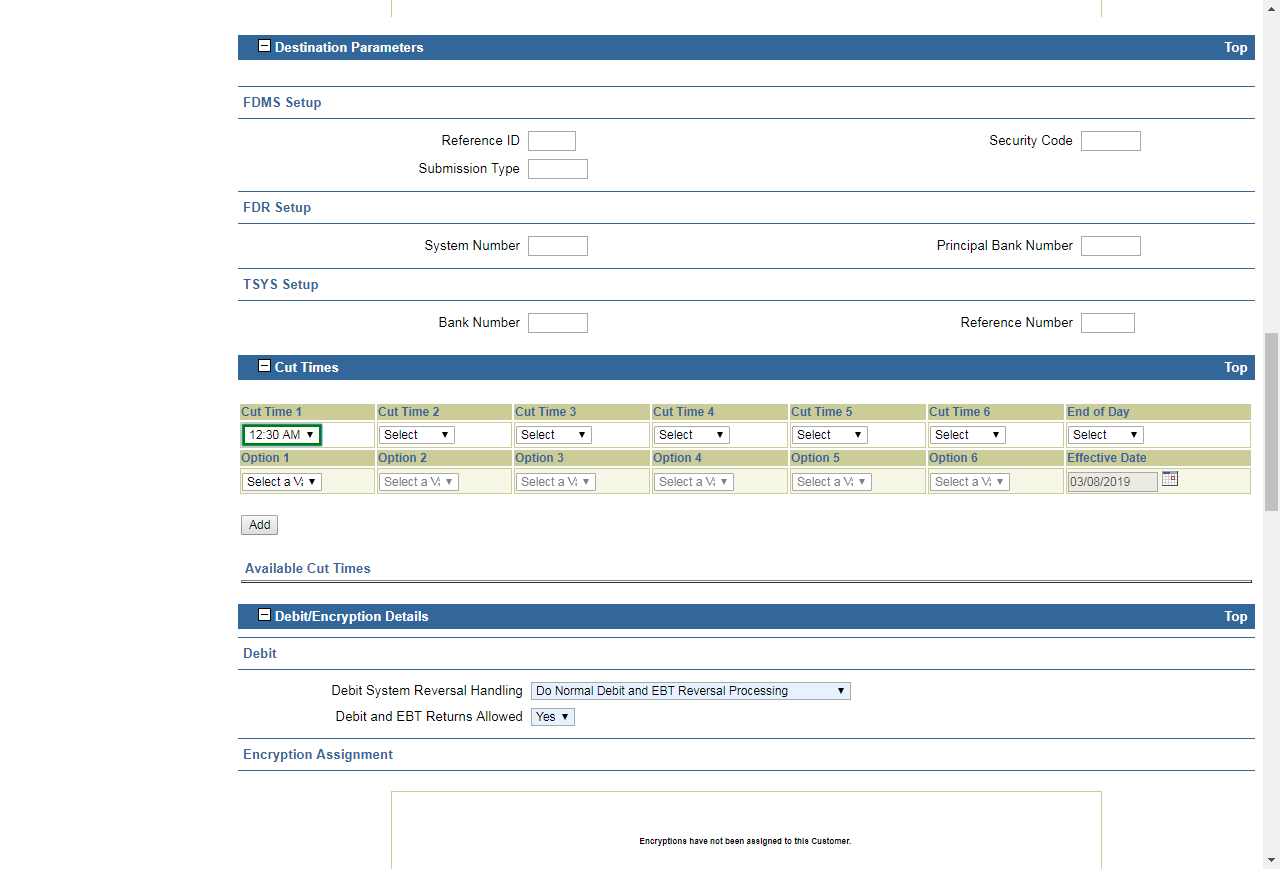 Destination Parameters Top
FDMS Setup
Reference ID Security Code
Submission Type
FDR Setup
System Number Principal Bank Number
TSYS Setup
Bank Number Reference Number
Cut Times Top
Cut Time 1 Cut Time 2 Cut Time 3 Cut Time 4 Cut Time 5 Cut Time 6 End of Day
12:30 AM Select Select Select Select Select Select
Option 1 Option 2 Option 3 Option 4 Option 5 Option 6 Effective Date
Select a Va Select a Va Select a Va Select a Va Select a Va Select a Va 03/08/2019
Add
Available Cut Times
Debit/Encryption Details Top
Debit
Debit System Reversal Handling Do Normal Debit and EBT Reversal Processing
Debit and EBT Returns Allowed Yes
Encryption Assignment
Encryptions have not been assigned to this Customer.